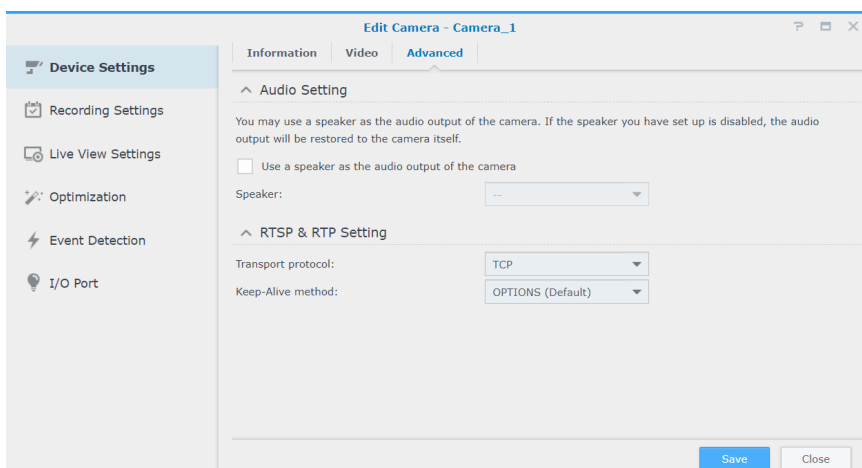 Edit Camera - Camera_1
Device Settings
Recording Settings
Live View Settings
Optimization
Event Detection
I/O Port
Information Video Advanced
Audio Setting
You may use a speaker as the audio output of the camera. If the speaker you have set up is disabled, the audio
output will be restored to the camera itself.
Use a speaker as the audio output of the camera
Speaker: --
RTSP & RTP Setting
Transport protocol: TCP
Keep-Alive method: OPTIONS (Default)
Save Close